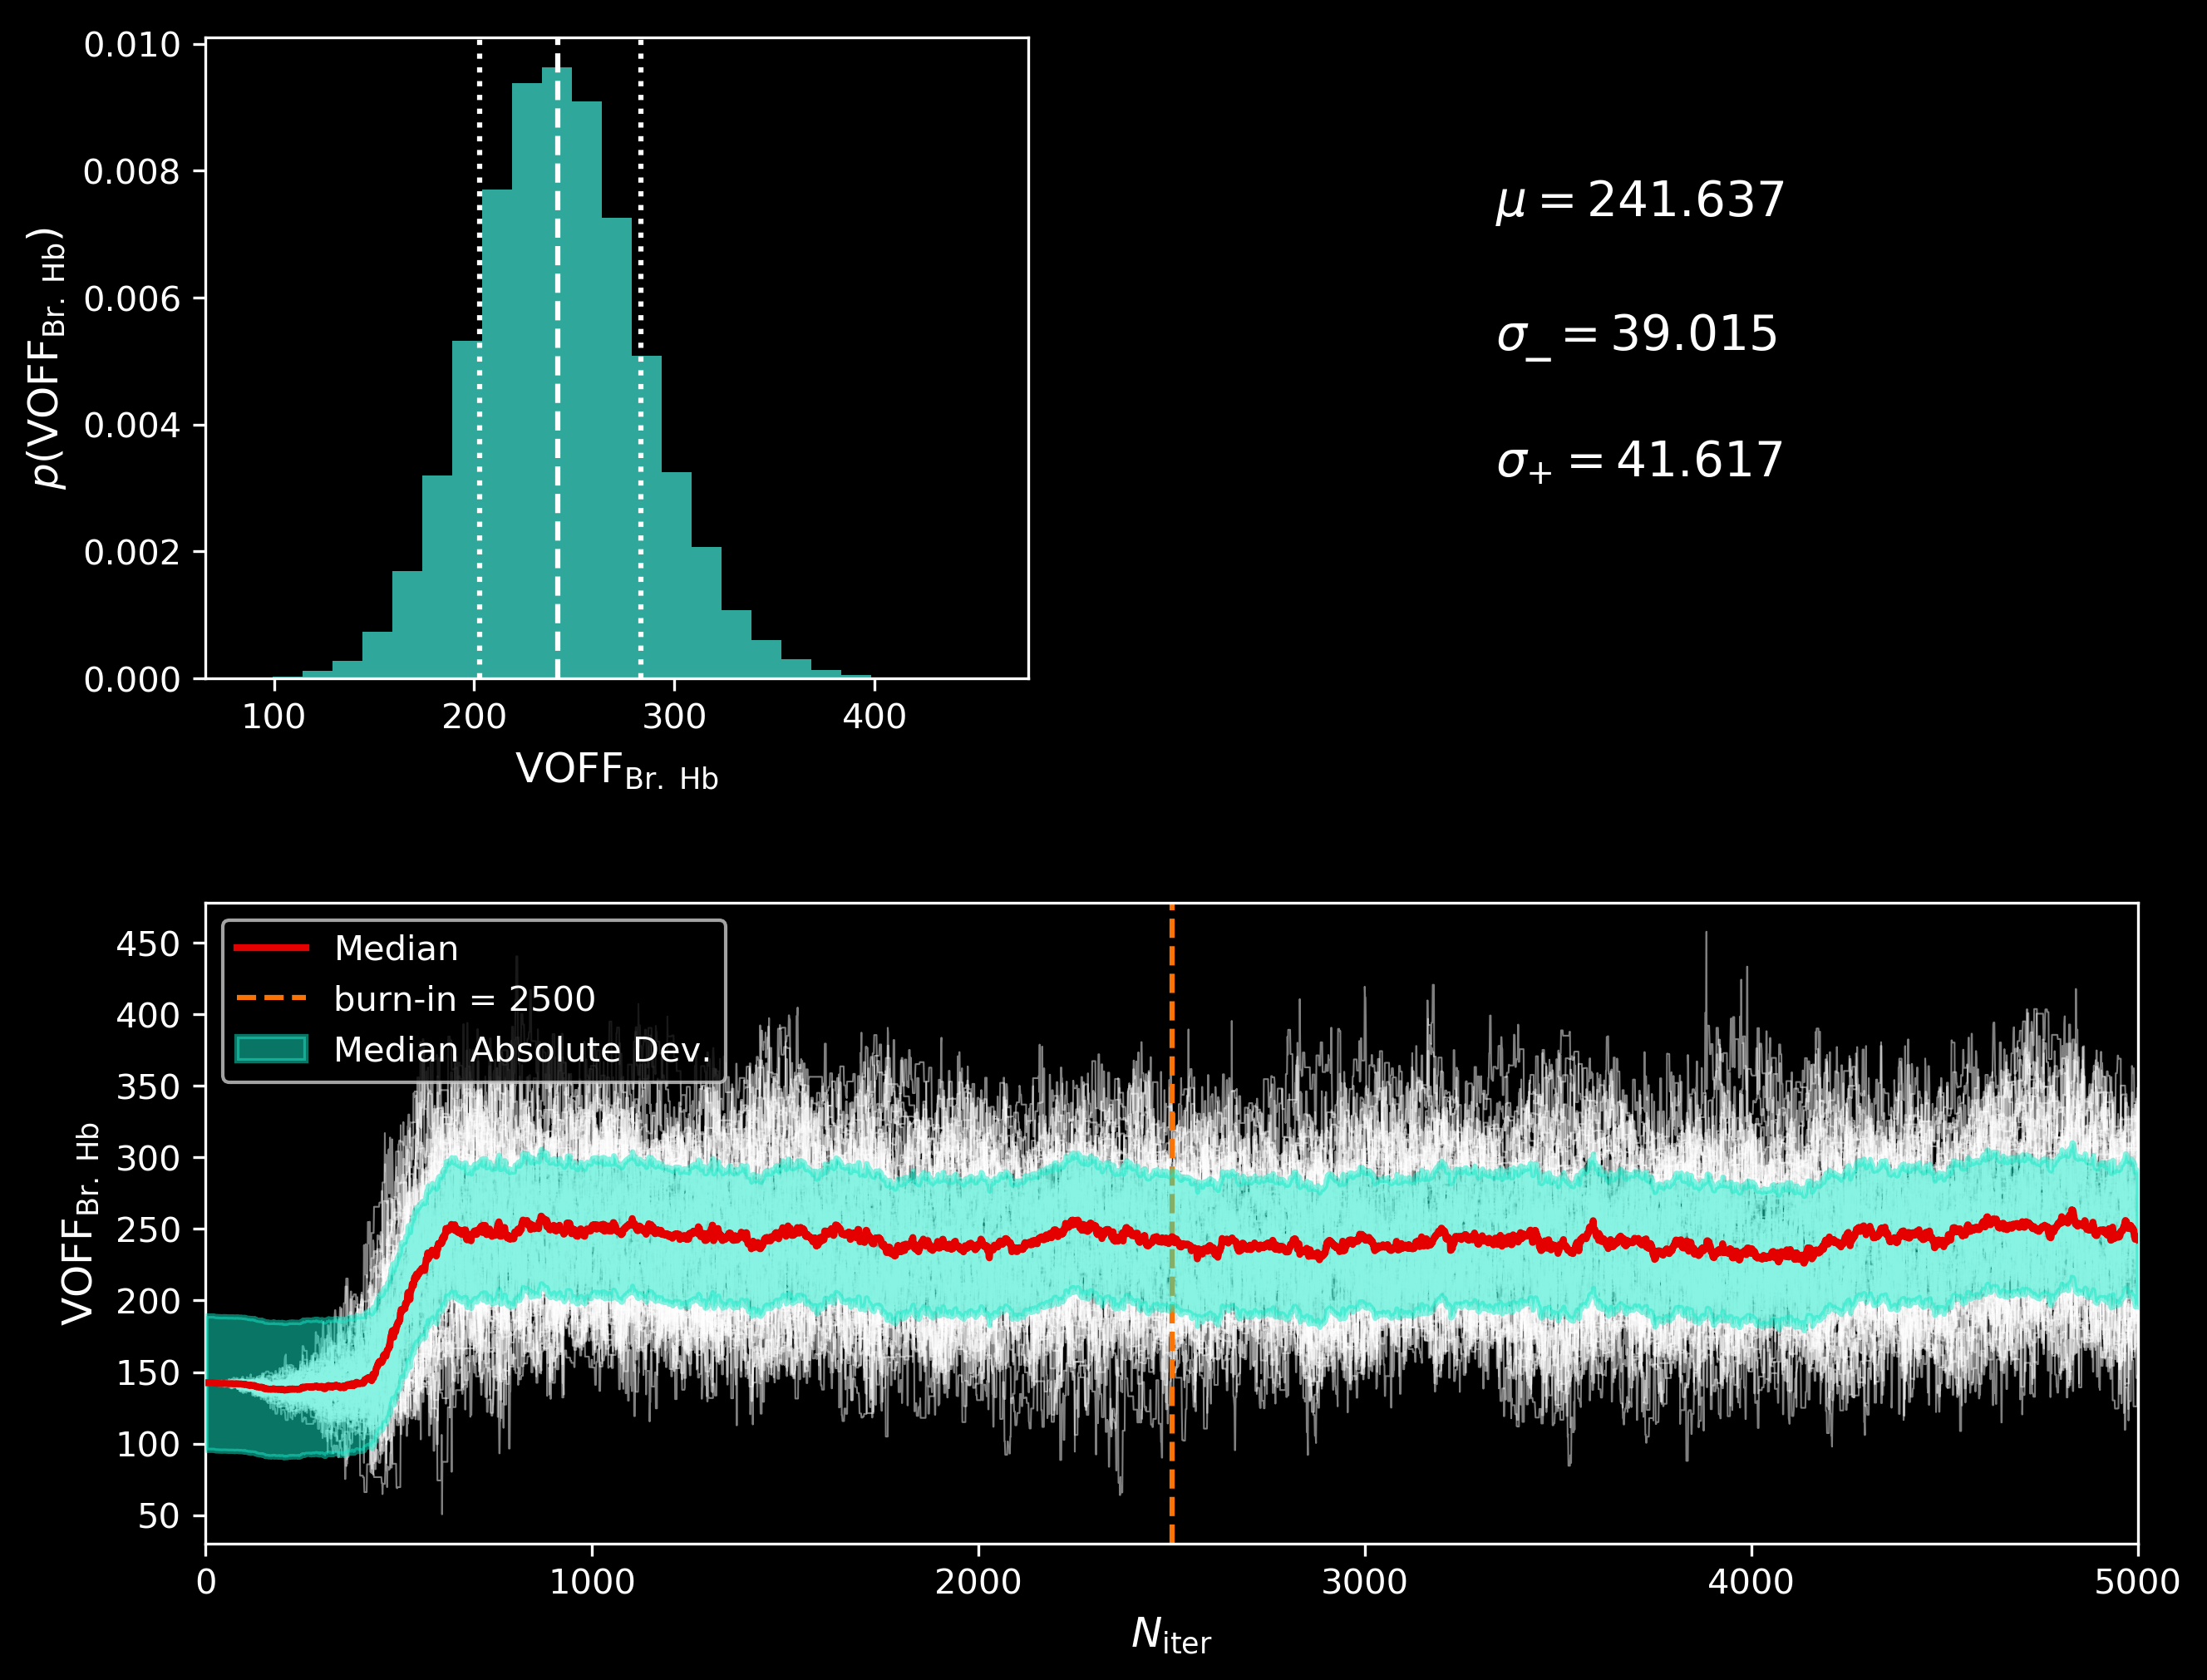 0.010
0.008
0.006
0.004
0.002
0.000
p(VOFF_Br. Hb)
100 200 300 400
VOFF_Br. Hb
μ = 241.637
σ_− = 39.015
σ_+ = 41.617
450
400
350
300
250
200
150
100
50
VOFF_Br. Hb
Median
burn-in = 2500
Median Absolute Dev.
0 1000 2000 3000 4000 5000
N_iter